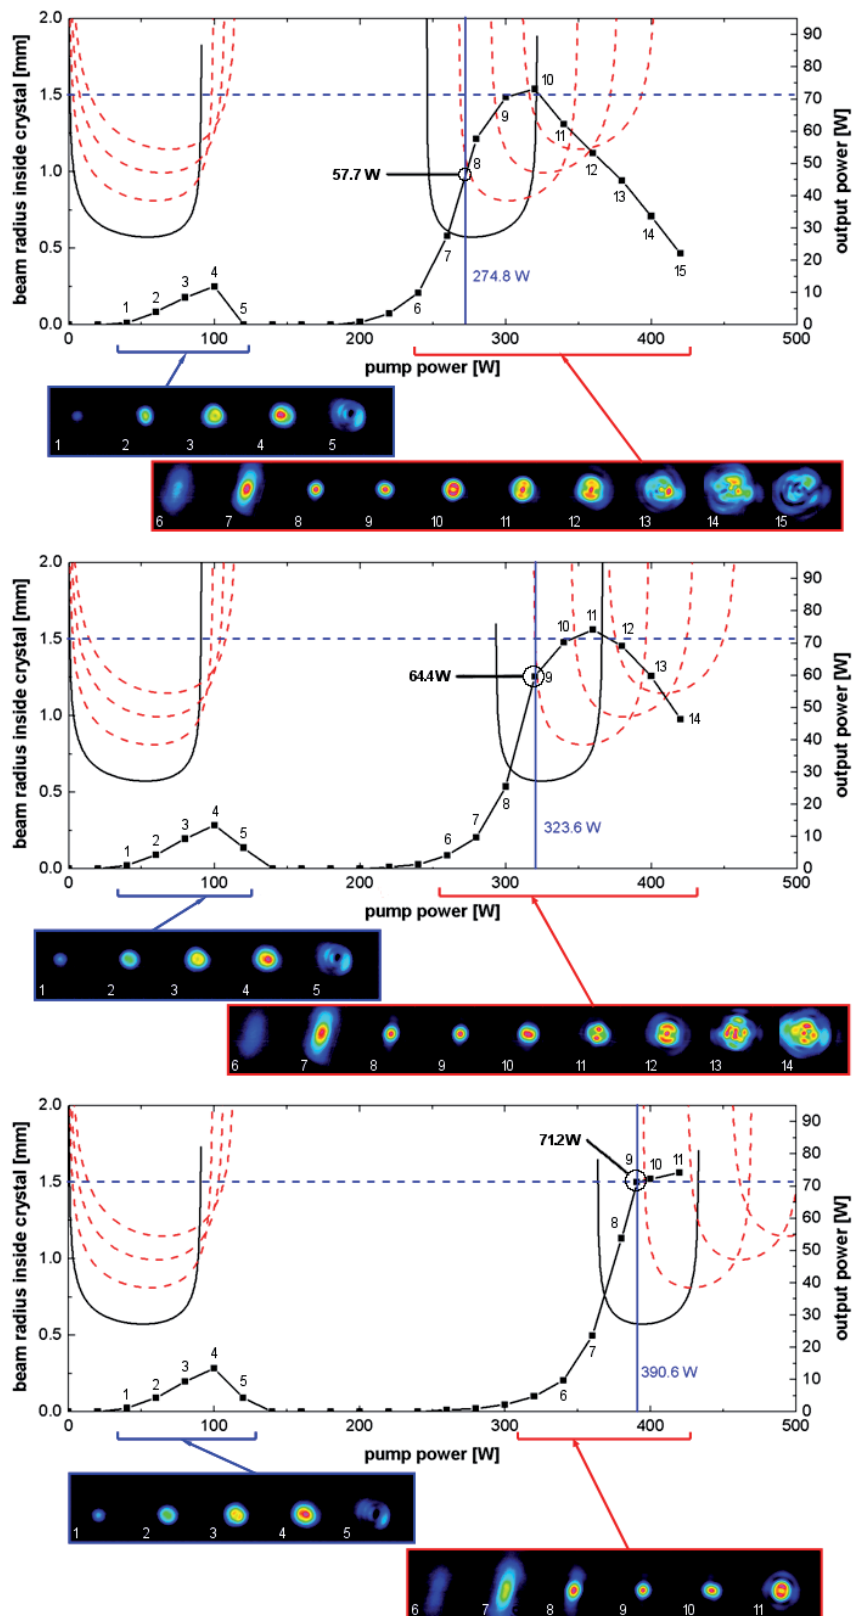 beam radius inside crystal [mm]
2.0
1.5
1.0
0.5
0.0
output power [W]
90
80
70
60
50
40
30
20
10
0
57.7 W
274.8 W
1 2 3 4 5 6 7 8 9 10 11 12 13 14 15
0 100 200 300 400 500
pump power [W]
1 2 3 4 5
6 7 8 9 10 11 12 13 14 15
beam radius inside crystal [mm]
2.0
1.5
1.0
0.5
0.0
output power [W]
90
80
70
60
50
40
30
20
10
0
64.4 W
323.6 W
1 2 3 4 5 6 7 8 9 10 11 12 13 14
0 100 200 300 400 500
pump power [W]
1 2 3 4 5
6 7 8 9 10 11 12 13 14
beam radius inside crystal [mm]
2.0
1.5
1.0
0.5
0.0
output power [W]
90
80
70
60
50
40
30
20
10
0
71.2W
390.6 W
1 2 3 4 5 6 7 8 9 10 11
0 100 200 300 400 500
pump power [W]
1 2 3 4 5
6 7 8 9 10 11